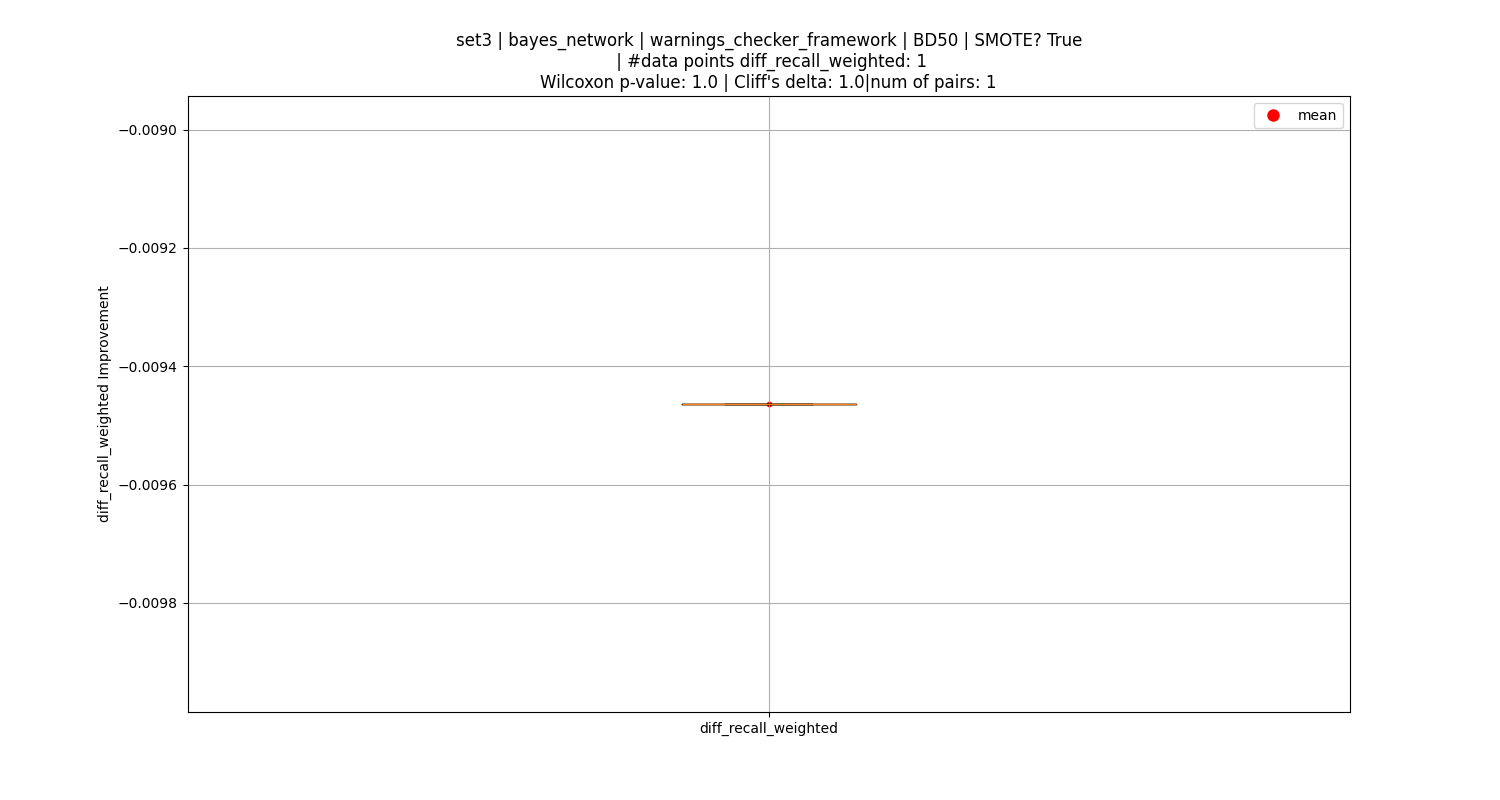 set3 | bayes_network | warnings_checker_framework | BD50 | SMOTE? True
| #data points diff_recall_weighted: 1
Wilcoxon p-value: 1.0 | Cliff's delta: 1.0|num of pairs: 1
mean
−0.0090
−0.0092
−0.0094
−0.0096
−0.0098
diff_recall_weighted Improvement
diff_recall_weighted